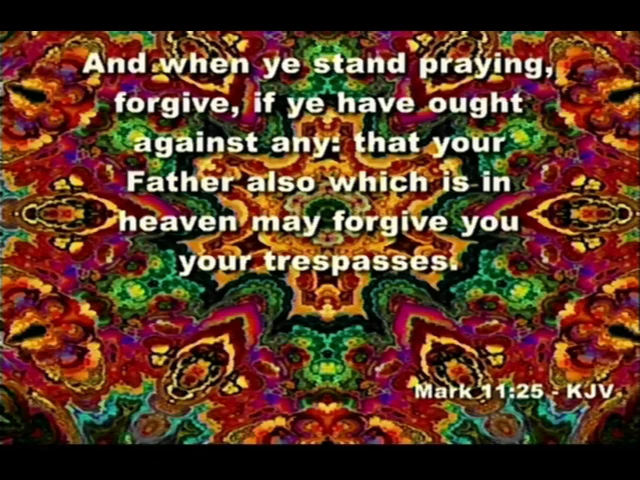 And when ye stand praying,
forgive, if ye have ought
against any: that your
Father also which is in
heaven may forgive you
your trespasses.
Mark 11:25 - KJV